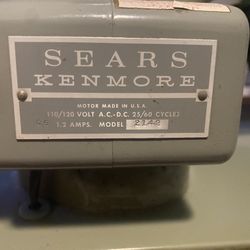 SEARS
KENMORE
MOTOR MADE IN U.S.A.
110/120 VOLT A.C.-D.C. 25/60 CYCLES
1.2 AMPS. MODEL